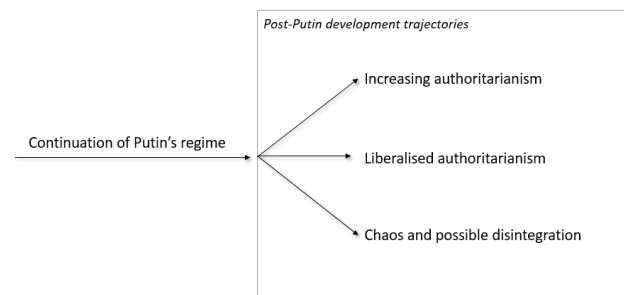 Post-Putin development trajectories
Increasing authoritarianism
Continuation of Putin's regime
Liberalised authoritarianism
Chaos and possible disintegration